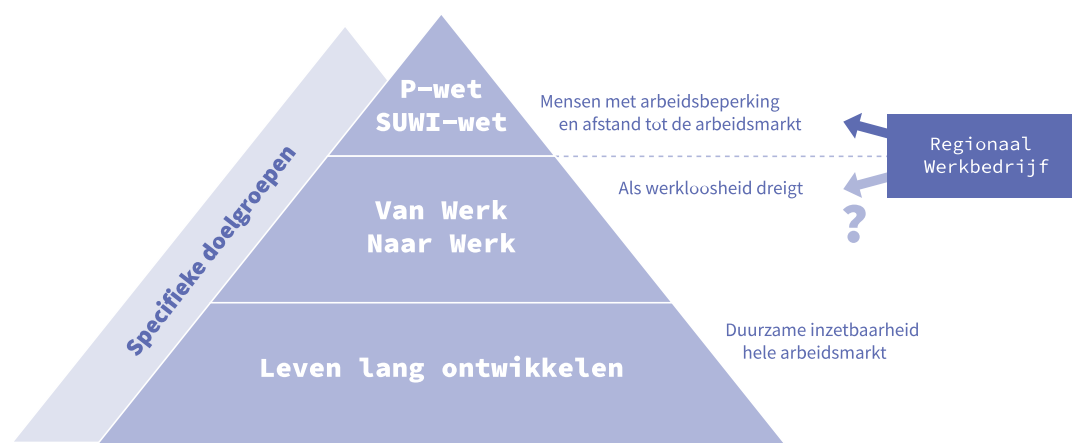 P-wet
SUWI-wet
Mensen met arbeidsbeperking
en afstand tot de arbeidsmarkt
Regionaal
Werkbedrijf
Als werkloosheid dreigt
?
Van Werk
Naar Werk
Specifieke doelgroepen
Duurzame inzetbaarheid
hele arbeidsmarkt
Leven lang ontwikkelen